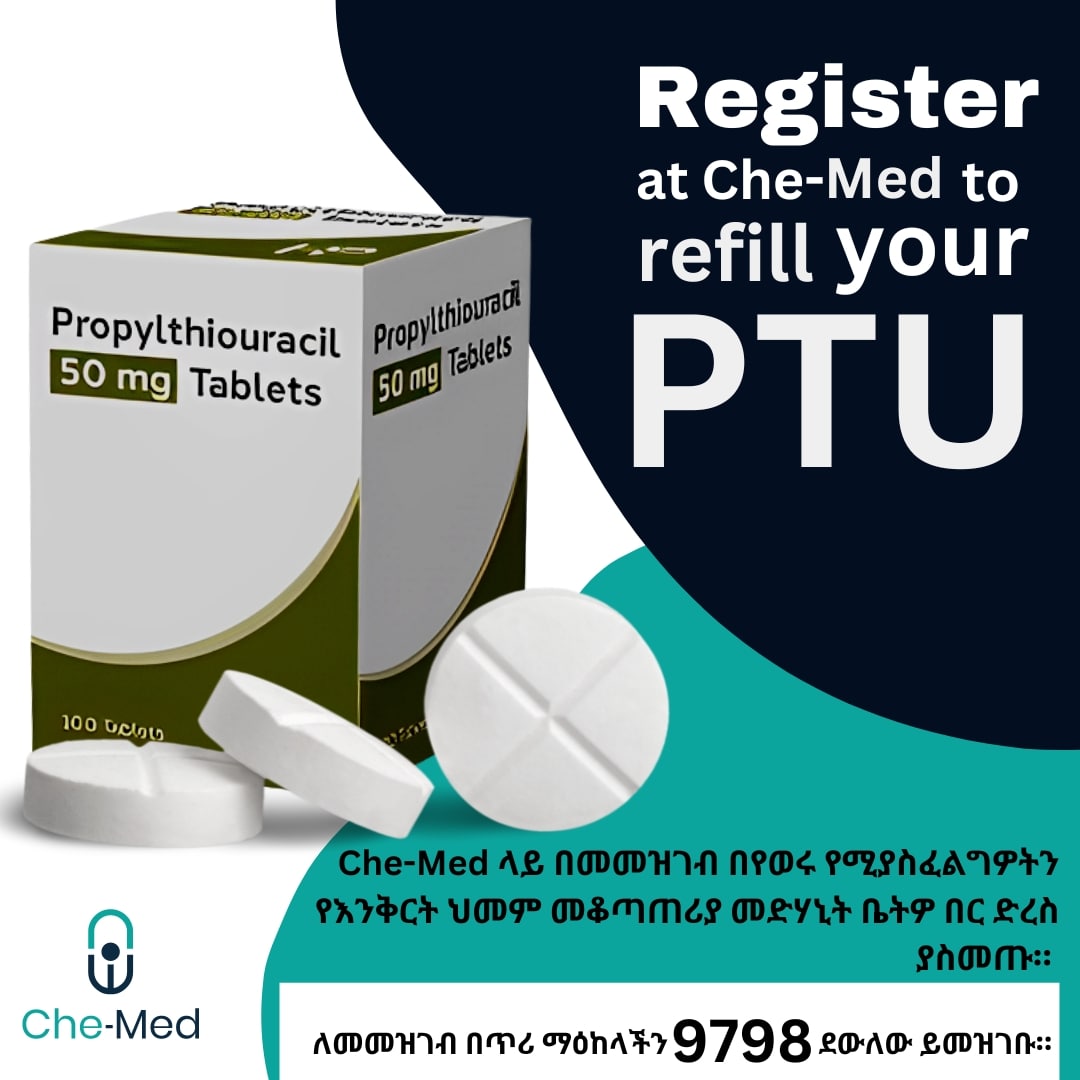 Register
at Che-Med to
refill your
PTU
Propylthiouracil
50 mg Tablets
Propylthiouracil
50 mg Tablets
100
Che-Med ላይ በመመዝገብ በየወሩ የሚያስፈልግዎትን
የእንቅርት ህመም መቆጣጠሪያ መድሃኒት ቤትዎ በር ድረስ
ያስመጡ።
Che-Med
ለመመዝገብ በጥሪ ማዕከላችን 9798 ደውለው ይመዝገቡ።